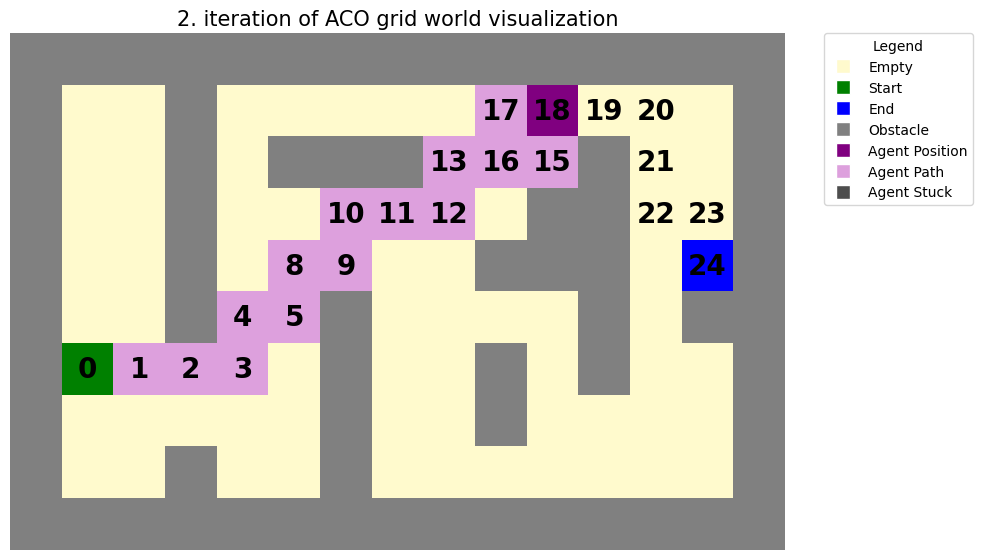 2. iteration of ACO grid world visualization
17 18 19 20
13 16 15 21
10 11 12 22 23
8 9 24
4 5
0 1 2 3
Legend
Empty
Start
End
Obstacle
Agent Position
Agent Path
Agent Stuck